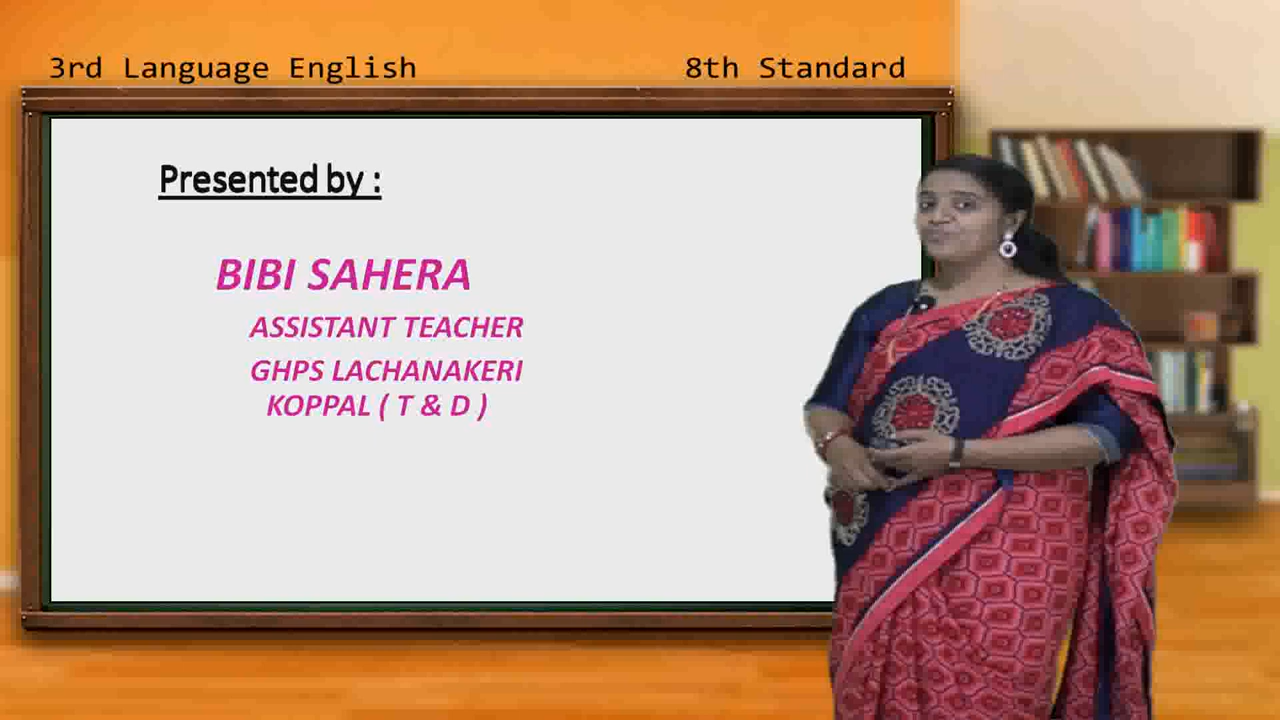 3rd Language English 8th Standard
Presented by :
BIBI SAHERA
ASSISTANT TEACHER
GHPS LACHANAKERI
KOPPAL ( T & D )